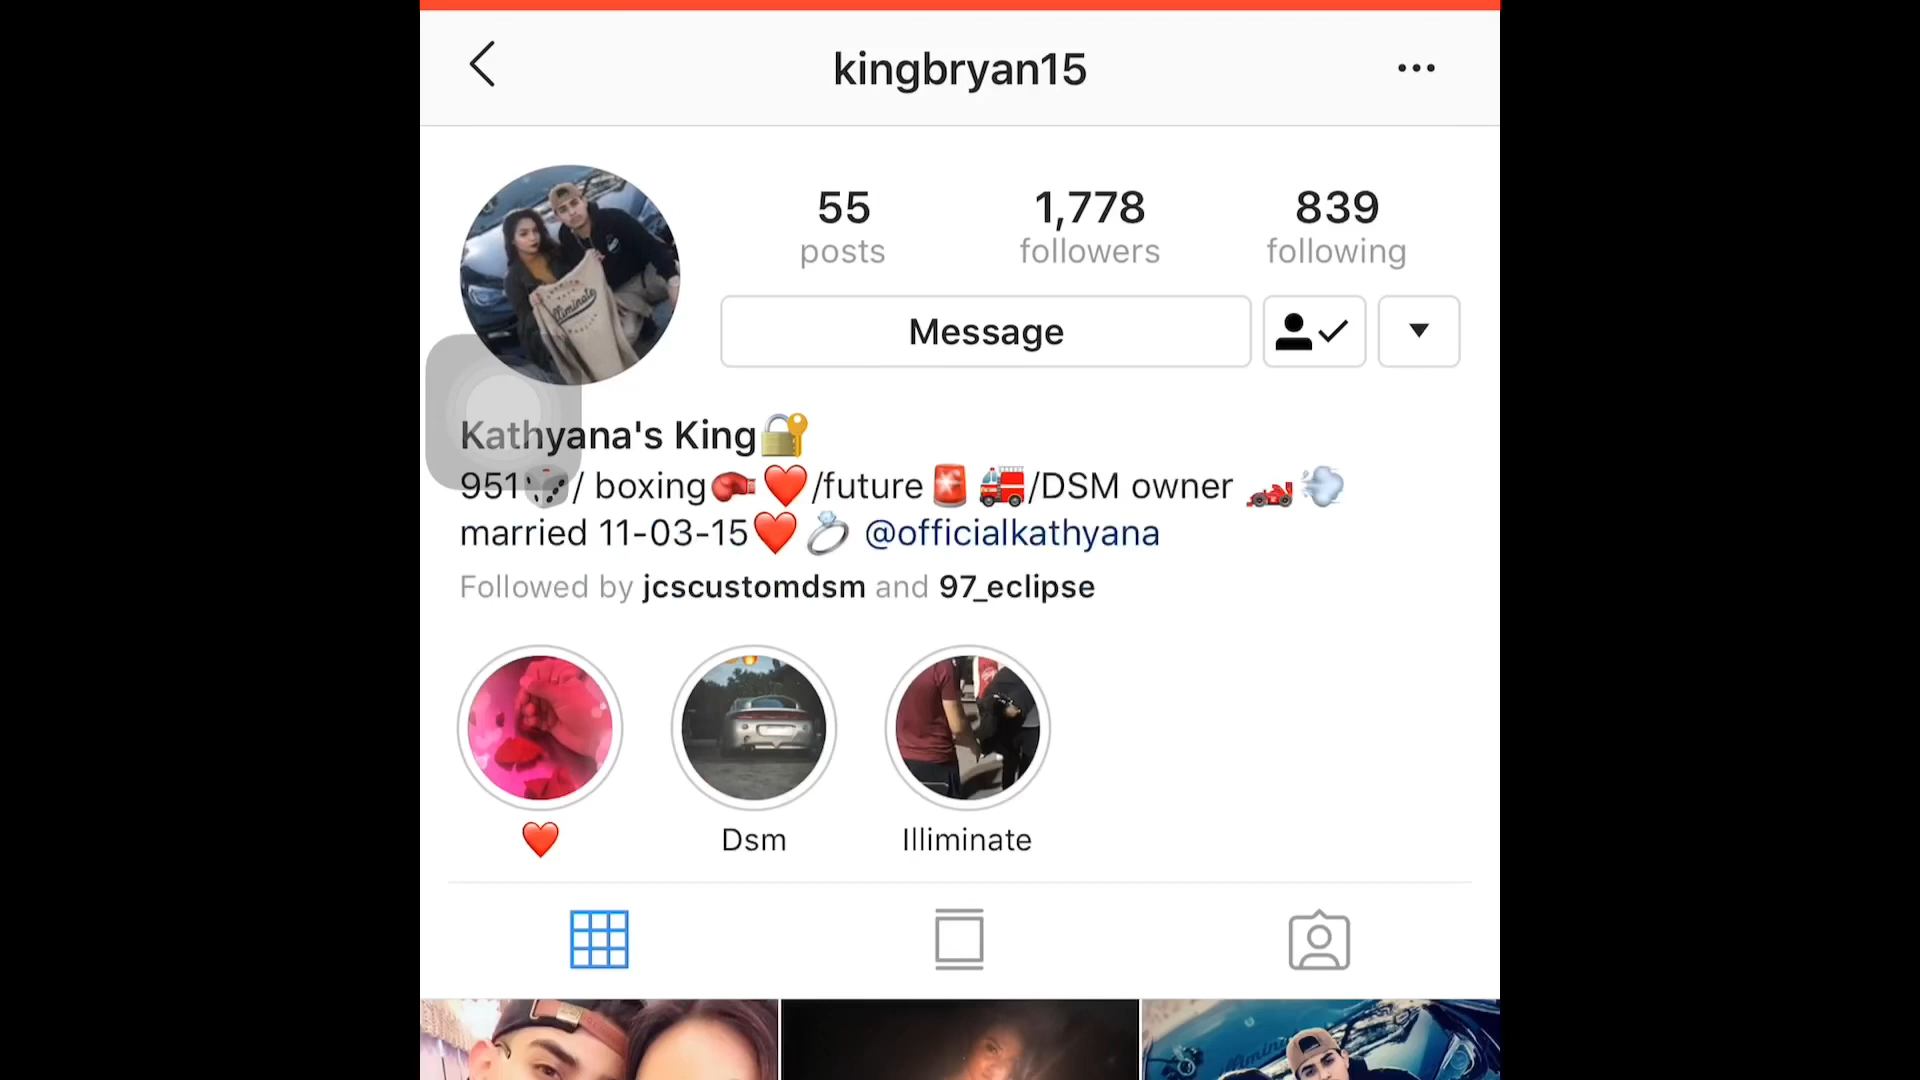 kingbryan15
55 1,778 839
posts followers following
Message
Kathyana's King🔐
951🎲/ boxing🥊❤️/future🚨🚒/DSM owner 🏎💨
married 11-03-15❤️💍 @officialkathyana
Followed by jcscustomdsm and 97_eclipse
illiminate
❤️ Dsm Illiminate